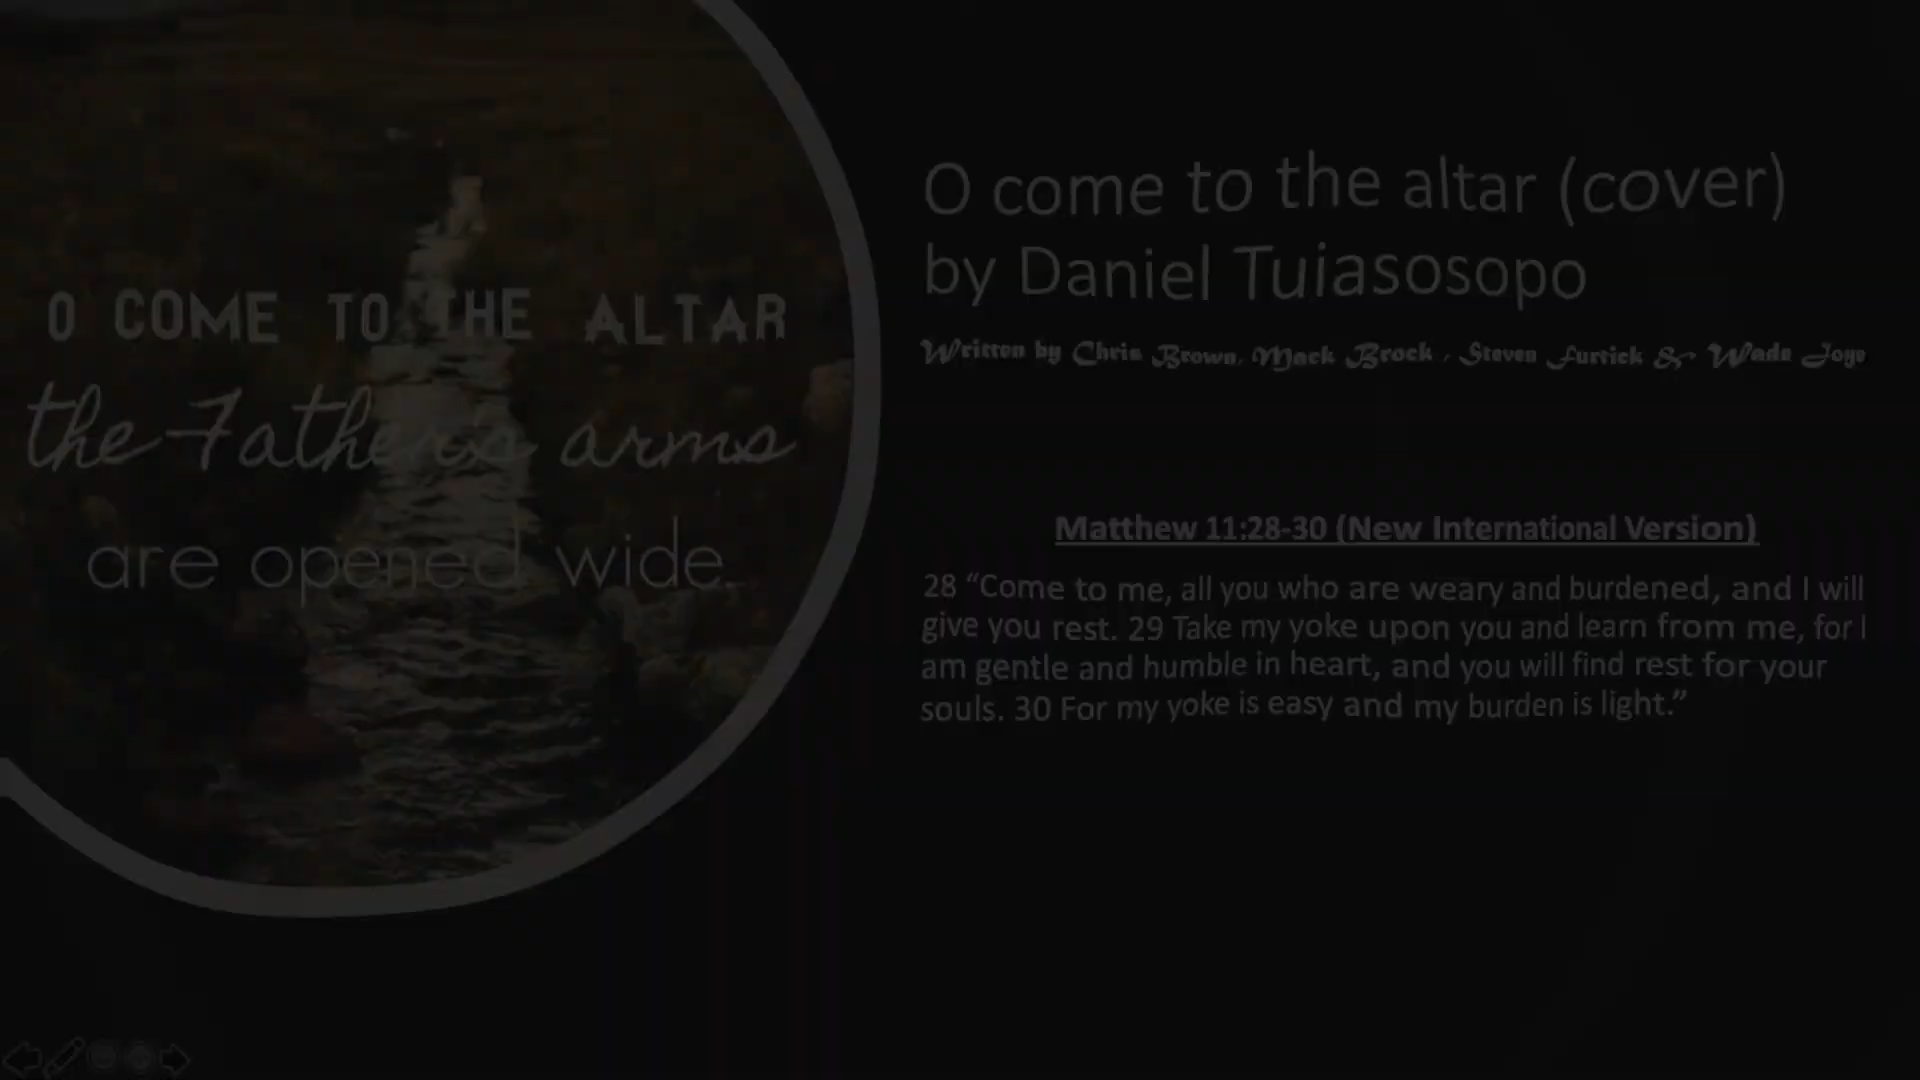 O COME TO THE ALTAR
the Father's arms
are opened wide.
O come to the altar (cover)
by Daniel Tuiasosopo
Written by Chris Brown, Mack Brock , Steven Furtick & Wade Joye
Matthew 11:28-30 (New International Version)
28 “Come to me, all you who are weary and burdened, and I will
give you rest. 29 Take my yoke upon you and learn from me, for I
am gentle and humble in heart, and you will find rest for your
souls. 30 For my yoke is easy and my burden is light.”